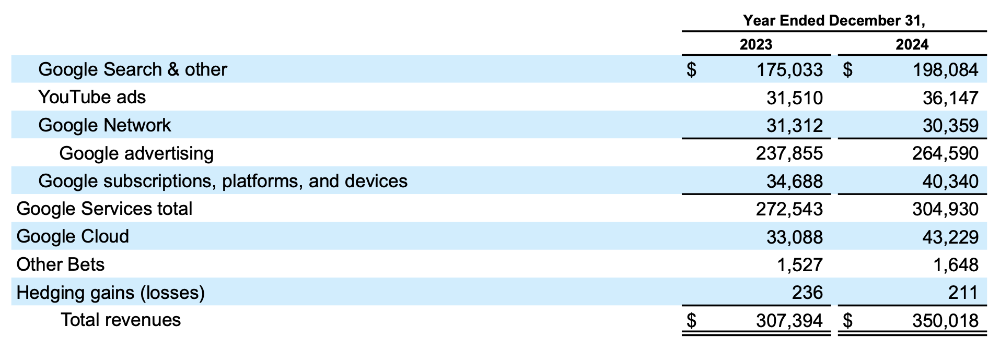 Year Ended December 31,
2023 2024
Google Search & other $ 175,033 $ 198,084
YouTube ads 31,510 36,147
Google Network 31,312 30,359
Google advertising 237,855 264,590
Google subscriptions, platforms, and devices 34,688 40,340
Google Services total 272,543 304,930
Google Cloud 33,088 43,229
Other Bets 1,527 1,648
Hedging gains (losses) 236 211
Total revenues $ 307,394 $ 350,018